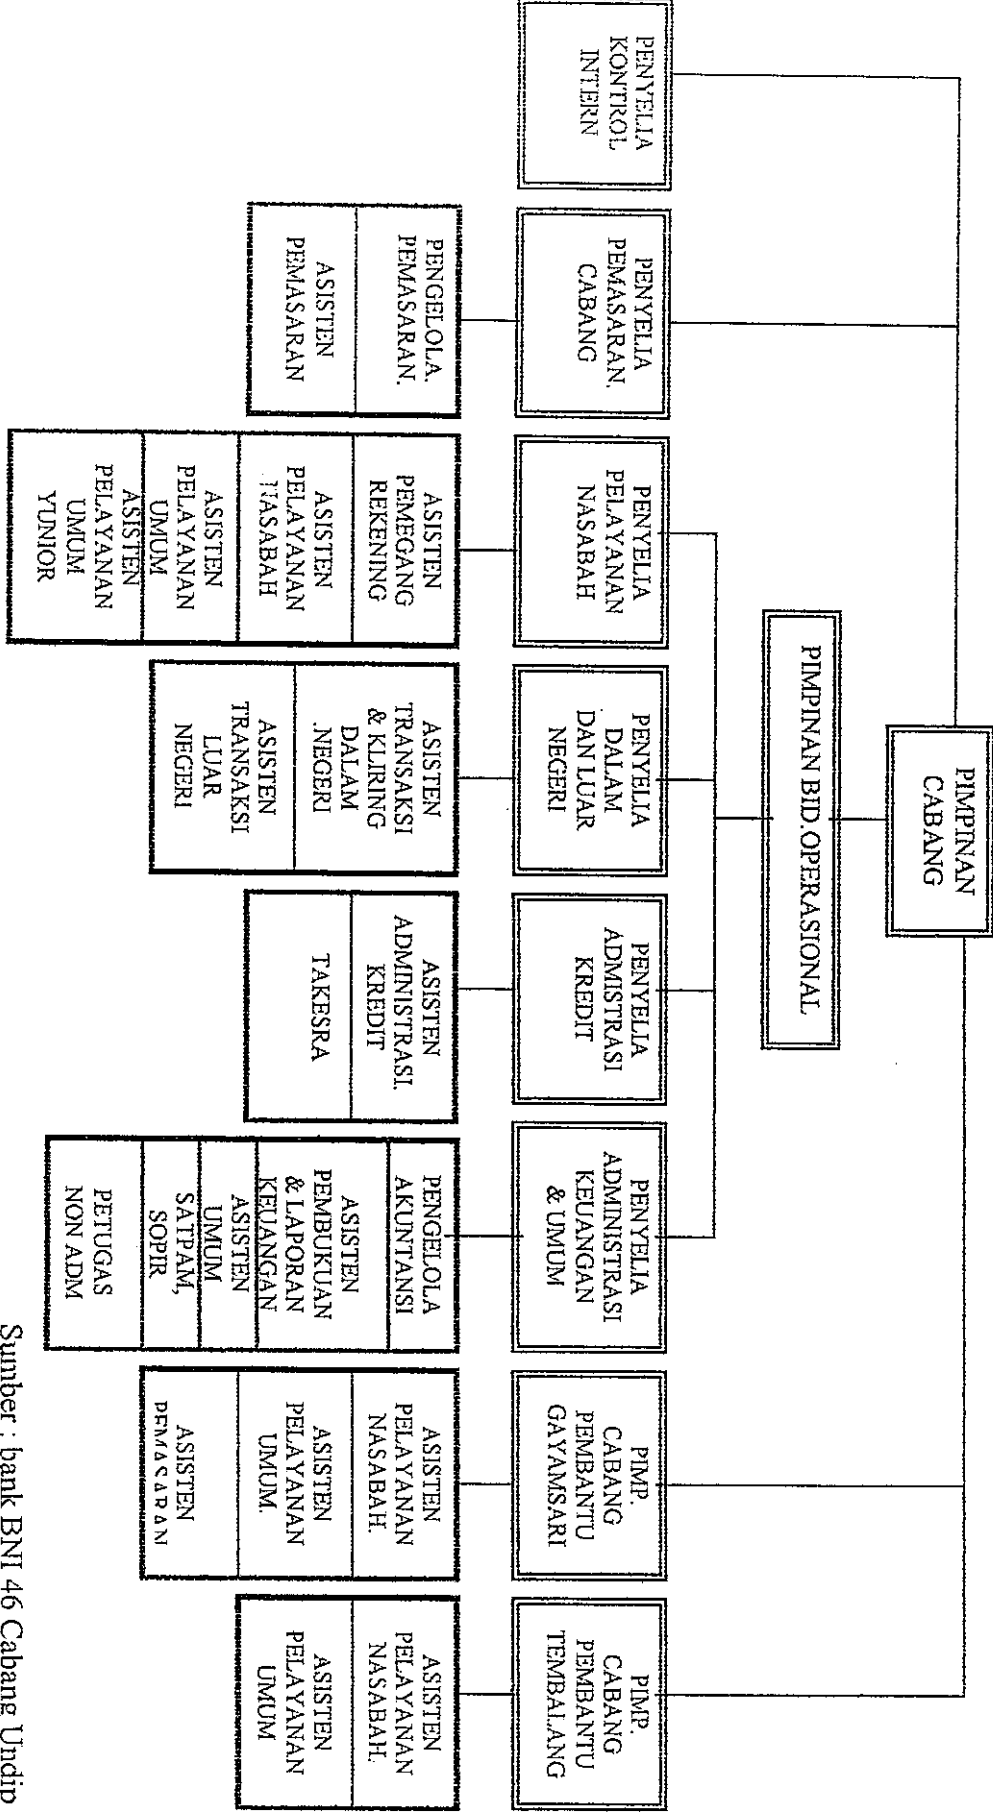 PIMPINAN
CABANG
PIMPINAN BID.OPERASIONAL
PENYELIA
KONTROL
INTERN
PENYELIA
PEMASARAN.
CABANG
PENYELIA
PELAYANAN
NASABAH
PENYELIA
DALAM
DAN LUAR
NEGERI
PENYELIA
ADMISTRASI
KREDIT
PENYELIA
ADMINISTRASI
KEUANGAN
& UMUM
PIMP.
CABANG
PEMBANTU
GAYAMSARI
PIMP.
CABANG
PEMBANTU
TEMBALANG
PENGELOLA.
PEMASARAN.
ASISTEN
PEMASARAN
ASISTEN
PEMEGANG
REKENING
ASISTEN
PELAYANAN
NASABAH
ASISTEN
PELAYANAN
UMUM
ASISTEN
PELAYANAN
UMUM
YUNIOR
ASISTEN
TRANSAKSI
& KLIRING
DALAM
.NEGERI
ASISTEN
TRANSAKSI
LUAR
NEGERI
ASISTEN
ADMINISTRASI.
KREDIT
TAKESRA
PENGELOLA
AKUNTANSI
ASISTEN
PEMBUKUAN
& LAPORAN
KEUANGAN
ASISTEN
UMUM
SATPAM,
SOPIR
PETUGAS
NON ADM
ASISTEN
PELAYANAN
NASABAH.
ASISTEN
PELAYANAN
UMUM.
ASISTEN
PEMASARAN
ASISTEN
PELAYANAN
NASABAH.
ASISTEN
PELAYANAN
UMUM
Sumber : bank BNI 46 Cabang Undip